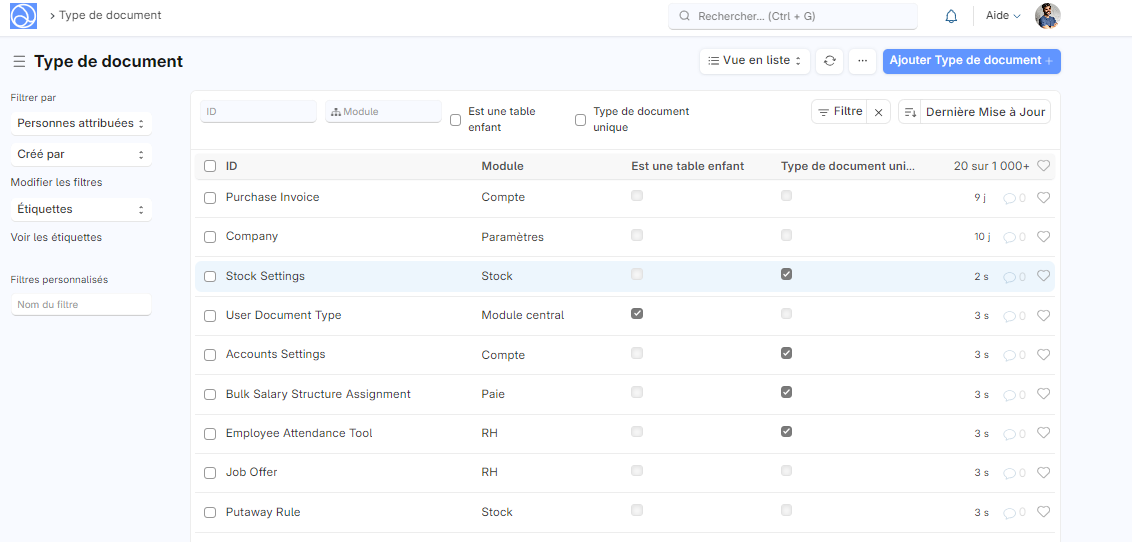 Type de document
Rechercher... (Ctrl + G)
Aide
Type de document
Vue en liste
Ajouter Type de document +
Filtrer par
Personnes attribuées
Créé par
Modifier les filtres
Étiquettes
Voir les étiquettes
Filtres personnalisés
Nom du filtre
ID
Module
Est une table
enfant
Type de document
unique
Filtre
Dernière Mise à Jour
ID Module Est une table enfant Type de document uni... 20 sur 1 000+
Purchase Invoice Compte 9 j 0
Company Paramètres 10 j 0
Stock Settings Stock 2 s 0
User Document Type Module central 3 s 0
Accounts Settings Compte 3 s 0
Bulk Salary Structure Assignment Paie 3 s 0
Employee Attendance Tool RH 3 s 0
Job Offer RH 3 s 0
Putaway Rule Stock 3 s 0